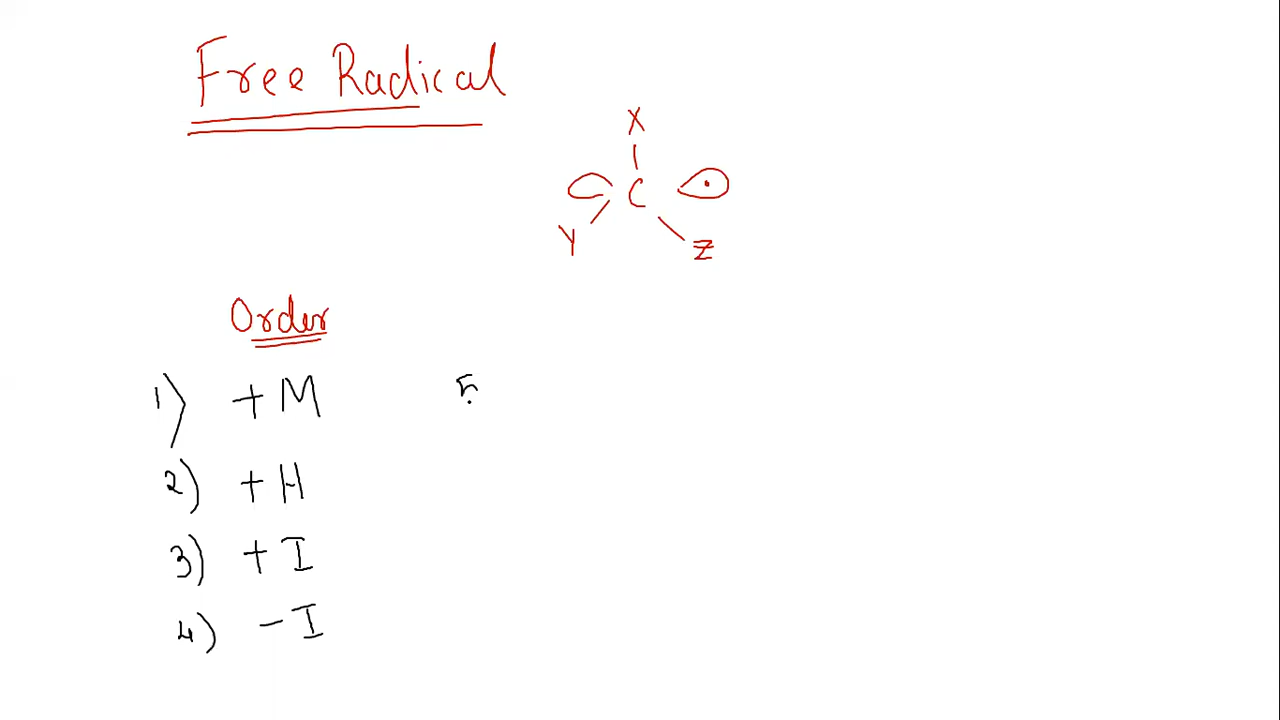 Free Radical
X
C
Y
Z
Order
1) + M
2) + H
3) + I
4) - I